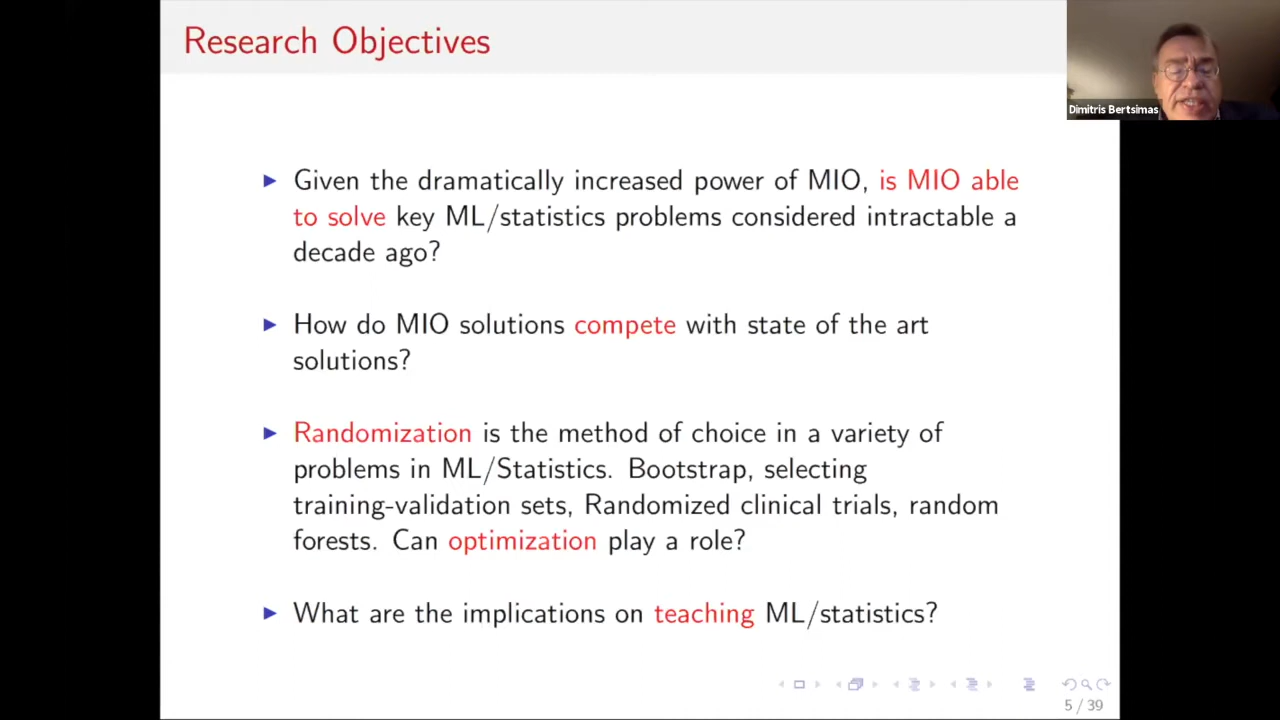 Research Objectives
Dimitris Bertsimas
Given the dramatically increased power of MIO, is MIO able
to solve key ML/statistics problems considered intractable a
decade ago?
How do MIO solutions compete with state of the art
solutions?
Randomization is the method of choice in a variety of
problems in ML/Statistics. Bootstrap, selecting
training-validation sets, Randomized clinical trials, random
forests. Can optimization play a role?
What are the implications on teaching ML/statistics?
5 / 39